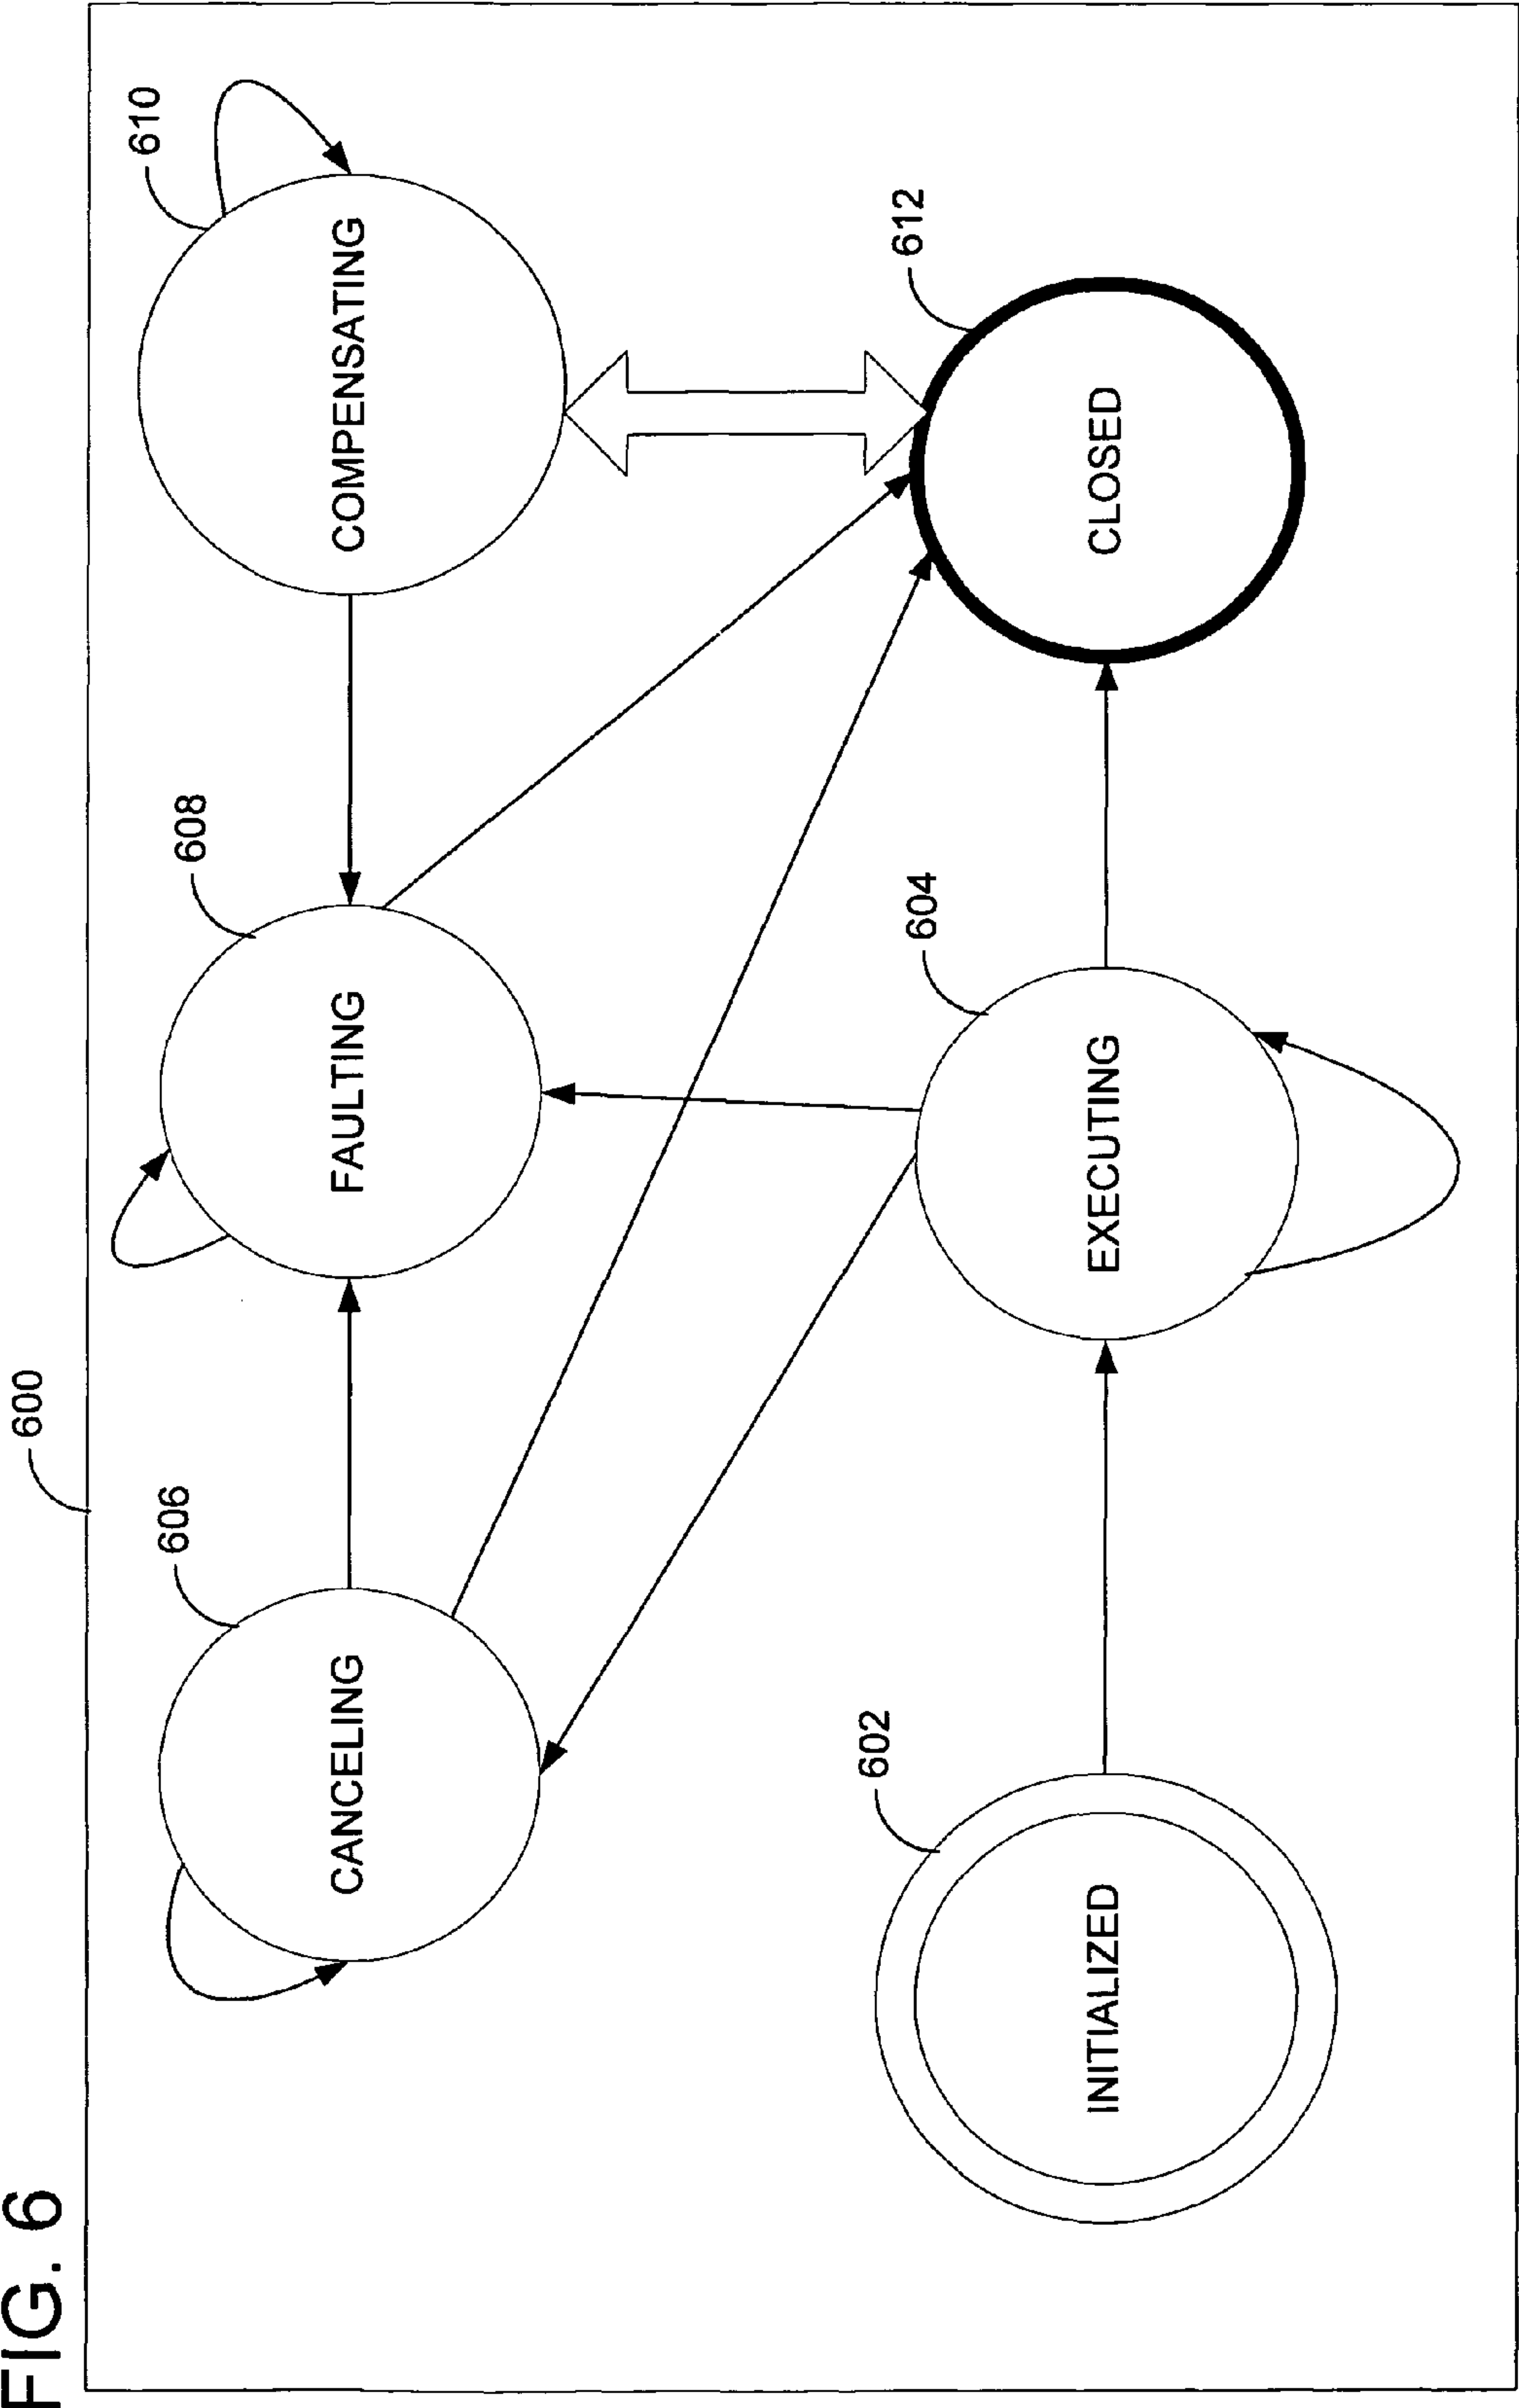 FIG. 6
600
606
608
610
CANCELING
FAULTING
COMPENSATING
602
604
612
INITIALIZED
EXECUTING
CLOSED